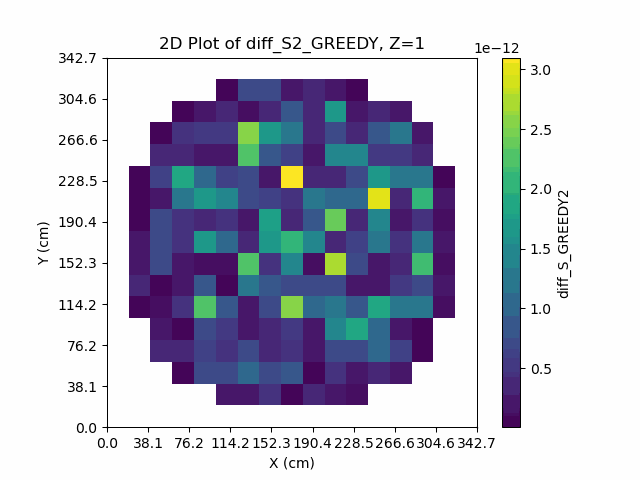 2D Plot of diff_S2_GREEDY, Z=1
1e−12
342.7
304.6
266.6
228.5
190.4
152.3
114.2
76.2
38.1
0.0
Y (cm)
0.0 38.1 76.2 114.2 152.3 190.4 228.5 266.6 304.6 342.7
X (cm)
3.0
2.5
2.0
1.5
1.0
0.5
diff_S_GREEDY2